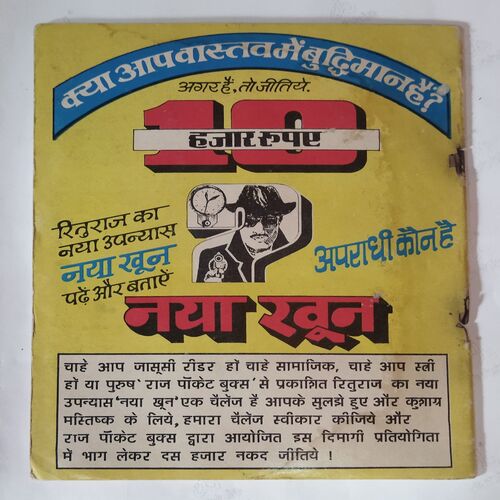 क्या आप वास्तव में बुद्धिमान हैं?
अगर हैं, तो जीतिये.
10
हजार रूपए
रितुराज का
नया उपन्यास
नया खून
पढ़ें और बताऐं
अपराधी कौन है
नया खून
चाहे आप जासूसी रीडर हों चाहे सामाजिक, चाहे आप स्त्री
हों या पुरुष 'राज पॉकेट बुक्स' से प्रकाशित रितुराज का नया
उपन्यास 'नया खून' एक चैलेंज है आपके सुलझे हुए और कुशाग्र
मस्तिष्क के लिये, हमारा चैलेंज स्वीकार कीजिये और
राज पॉकेट बुक्स द्वारा आयोजित इस दिमागी प्रतियोगिता
में भाग लेकर दस हजार नकद जीतिये !